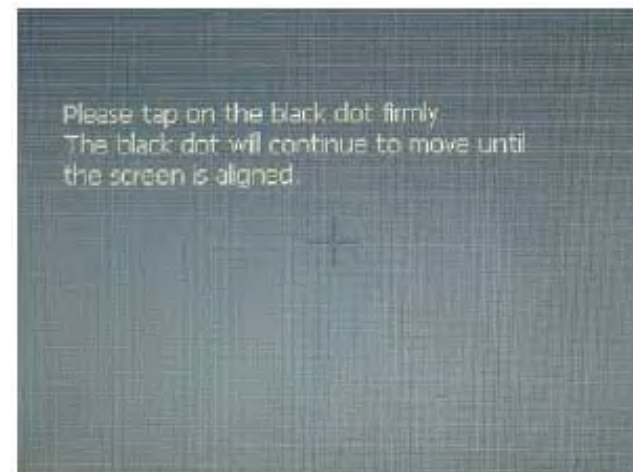 Please tap on the black dot firmly
The black dot will continue to move until
the screen is aligned.